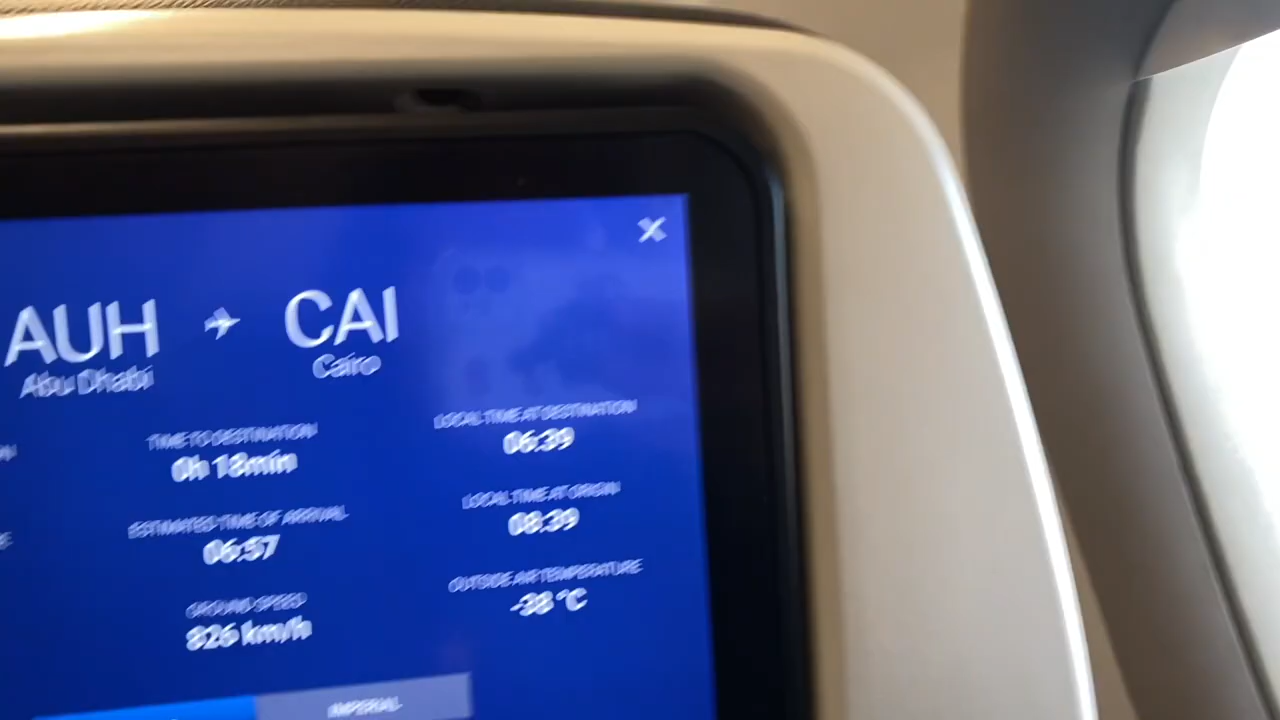 AUH CAI
Abu Dhabi Cairo
LOCAL TIME AT DESTINATION
06:39
TIME TO DESTINATION
0h 18min
LOCAL TIME AT ORIGIN
08:39
ESTIMATED TIME OF ARRIVAL
06:57
OUTSIDE AIR TEMPERATURE
-38 °C
GROUND SPEED
826 km/h
IMPERIAL